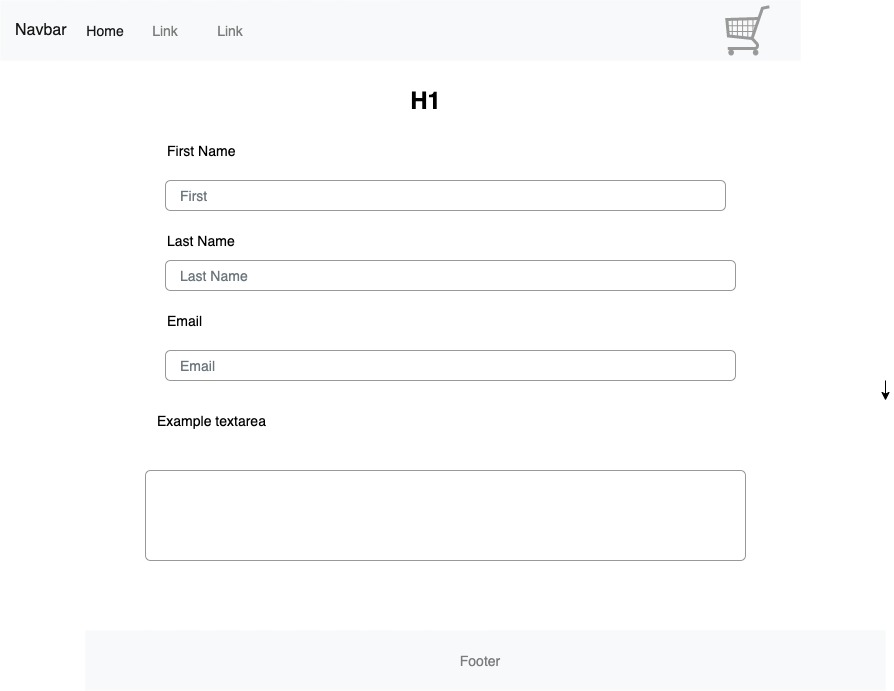 Navbar Home Link Link
H1
First Name
First
Last Name
Last Name
Email
Email
Example textarea
Footer